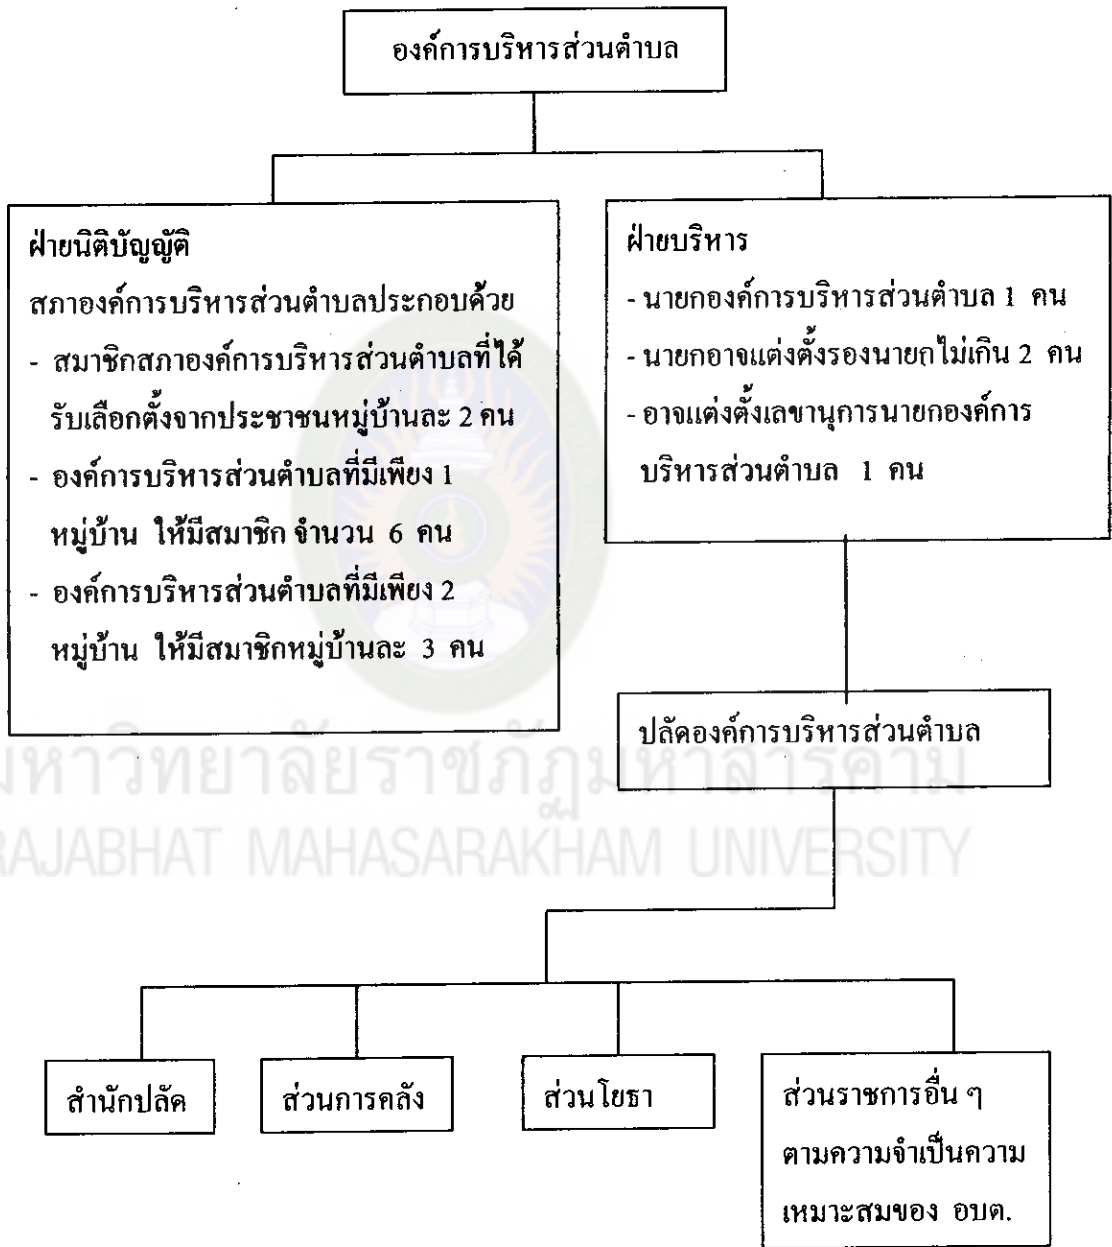 องค์การบริหารส่วนตำบล
ฝ่ายนิติบัญญัติ
สภาองค์การบริหารส่วนตำบลประกอบด้วย
- สมาชิกสภาองค์การบริหารส่วนตำบลที่ได้
รับเลือกตั้งจากประชาชนหมู่บ้านละ 2 คน
- องค์การบริหารส่วนตำบลที่มีเพียง 1
หมู่บ้าน ให้มีสมาชิก จำนวน 6 คน
- องค์การบริหารส่วนตำบลที่มีเพียง 2
หมู่บ้าน ให้มีสมาชิกหมู่บ้านละ 3 คน
ฝ่ายบริหาร
- นายกองค์การบริหารส่วนตำบล 1 คน
- นายกอาจแต่งตั้งรองนายกไม่เกิน 2 คน
- อาจแต่งตั้งเลขานุการนายกองค์การ
บริหารส่วนตำบล 1 คน
ปลัดองค์การบริหารส่วนตำบล
มหาวิทยาลัยราชภัฏมหาสารคาม
RAJABHAT MAHASARAKHAM UNIVERSITY
สำนักปลัด
ส่วนการคลัง
ส่วนโยธา
ส่วนราชการอื่น ๆ
ตามความจำเป็นความ
เหมาะสมของ อบต.